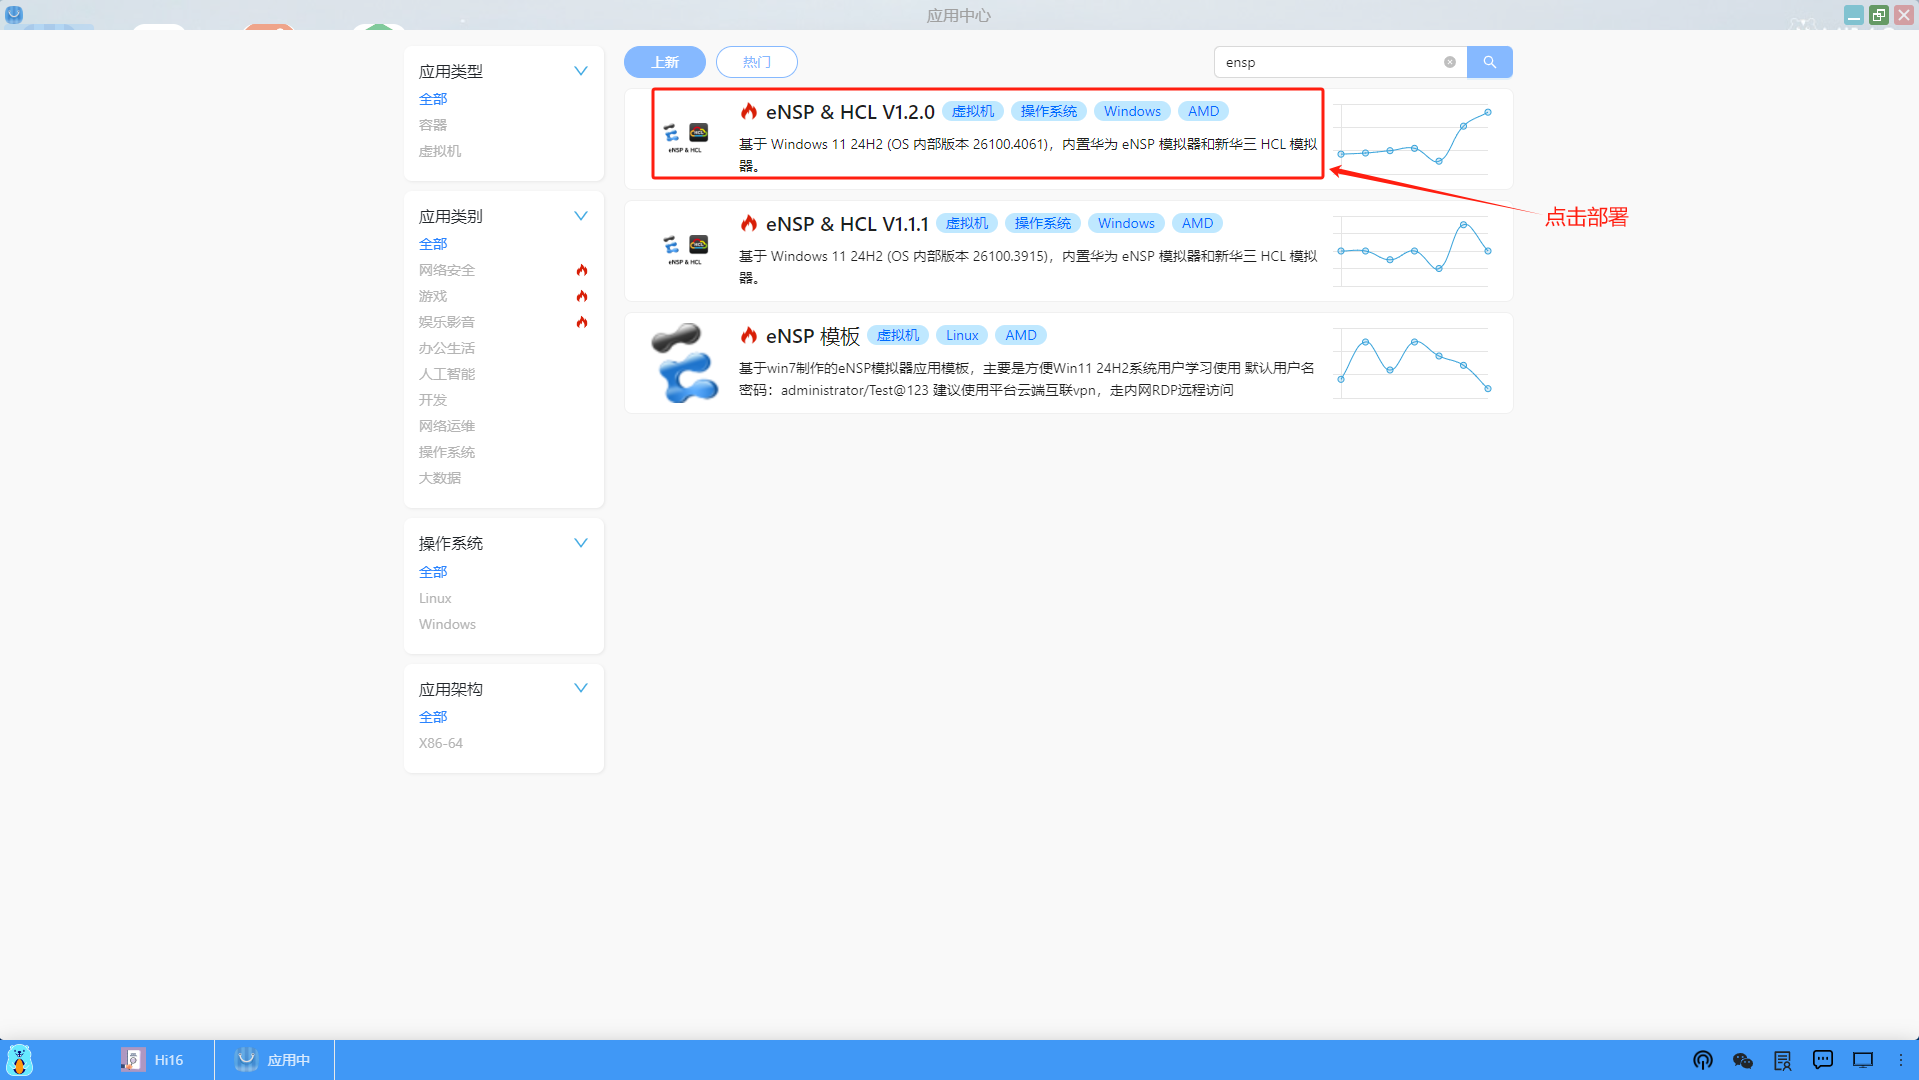 应用中心
应用类型
全部
容器
虚拟机
应用类别
全部
网络安全
游戏
娱乐影音
办公生活
人工智能
开发
网络运维
操作系统
大数据
操作系统
全部
Linux
Windows
应用架构
全部
X86-64
上新
热门
ensp
eNSP & HCL
eNSP & HCL V1.2.0 虚拟机 操作系统 Windows AMD
基于 Windows 11 24H2 (OS 内部版本 26100.4061)，内置华为 eNSP 模拟器和新华三 HCL 模拟
器。
点击部署
eNSP & HCL
eNSP & HCL V1.1.1 虚拟机 操作系统 Windows AMD
基于 Windows 11 24H2 (OS 内部版本 26100.3915)，内置华为 eNSP 模拟器和新华三 HCL 模拟
器。
eNSP 模板 虚拟机 Linux AMD
基于win7制作的eNSP模拟器应用模板，主要是方便Win11 24H2系统用户学习使用 默认用户名
密码：administrator/Test@123 建议使用平台云端互联vpn，走内网RDP远程访问
Hi16
应用中